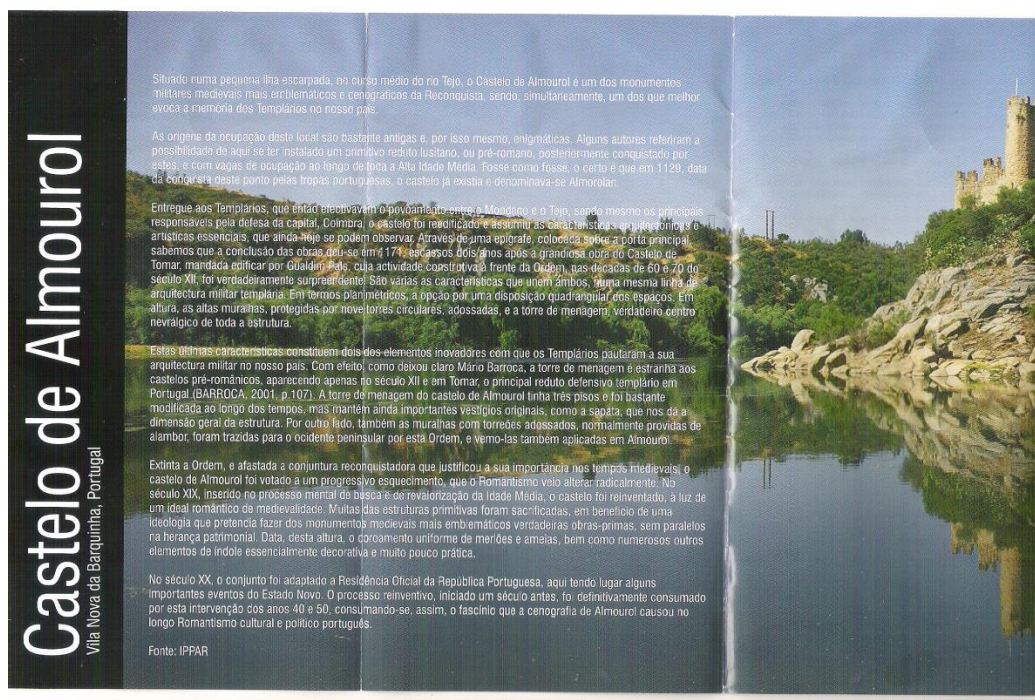 Castelo de Almourol
Vila Nova da Barquinha, Portugal
Situado numa pequena ilha escarpada, no curso médio do rio Tejo, o Castelo de Almourol é um dos monumentos
militares medievais mais emblemáticos e cenográficos da Reconquista, sendo, simultaneamente, um dos que melhor
evoca a memória dos Templários no nosso país.
As origens da ocupação deste local são bastante antigas e, por isso mesmo, enigmáticas. Alguns autores referiram a
possibilidade de aqui se ter instalado um primitivo reduto lusitano, ou pré-romano, posteriormente conquistado por
estes, e com vagas de ocupação ao longo de toda a Alta Idade Média. Fosse como fosse, o certo é que em 1129, data
da conquista deste ponto pelas tropas portuguesas, o castelo já existia e denominava-se Almorolan.
Entregue aos Templários, que então efectivavam o povoamento entre o Mondego e o Tejo, sendo mesmo os principais
responsáveis pela defesa da capital, Coimbra, o castelo foi reedificado e assumiu as características arquitectónicas e
artísticas essenciais, que ainda hoje se podem observar. Através de uma epígrafe, colocada sobre a porta principal,
sabemos que a conclusão das obras deu-se em 1171, escassos dois anos após a grandiosa obra do Castelo de
Tomar, mandada edificar por Gualdim Pais, cuja actividade construtiva à frente da Ordem, nas décadas de 60 e 70 do
século XII, foi verdadeiramente surpreendente. São várias as características que unem ambos, numa mesma linha de
arquitectura militar templária. Em termos planimétricos, a opção por uma disposição quadrangular dos espaços. Em
altura, as altas muralhas, protegidas por nove torres circulares, adossadas, e a torre de menagem, verdadeiro centro
nevrálgico de toda a estrutura.
Estas últimas características constituem dois dos elementos inovadores com que os Templários pautaram a sua
arquitectura militar no nosso país. Com efeito, como deixou claro Mário Barroca, a torre de menagem é estranha aos
castelos pré-românicos, aparecendo apenas no século XII e em Tomar, o principal reduto defensivo templário em
Portugal (BARROCA, 2001, p.107). A torre de menagem do castelo de Almourol tinha três pisos e foi bastante
modificada ao longo dos tempos, mas mantém ainda importantes vestígios originais, como a sapata, que nos dá a
dimensão geral da estrutura. Por outro lado, também as muralhas com torreões adossados, normalmente providas de
alambor, foram trazidas para o ocidente peninsular por esta Ordem, e vemo-las também aplicadas em Almourol.
Extinta a Ordem, e afastada a conjuntura reconquistadora que justificou a sua importância nos tempos medievais, o
castelo de Almourol foi votado a um progressivo esquecimento, que o Romantismo veio alterar radicalmente. No
século XIX, inserido no processo mental de busca e de revalorização da Idade Média, o castelo foi reinventado, à luz de
um ideal romântico de medievalidade. Muitas das estruturas primitivas foram sacrificadas, em benefício de uma
ideologia que pretencia fazer dos monumentos medievais mais emblemáticos verdadeiras obras-primas, sem paralelos
na herança patrimonial. Data, desta altura, o coroamento uniforme de merlões e ameias, bem como numerosos outros
elementos de índole essencialmente decorativa e muito pouco prática.
No século XX, o conjunto foi adaptado a Residência Oficial da República Portuguesa, aqui tendo lugar alguns
importantes eventos do Estado Novo. O processo reinventivo, iniciado um século antes, foi definitivamente consumado
por esta intervenção dos anos 40 e 50, consumando-se, assim, o fascínio que a cenografia de Almourol causou no
longo Romantismo cultural e político português.
Fonte: IPPAR